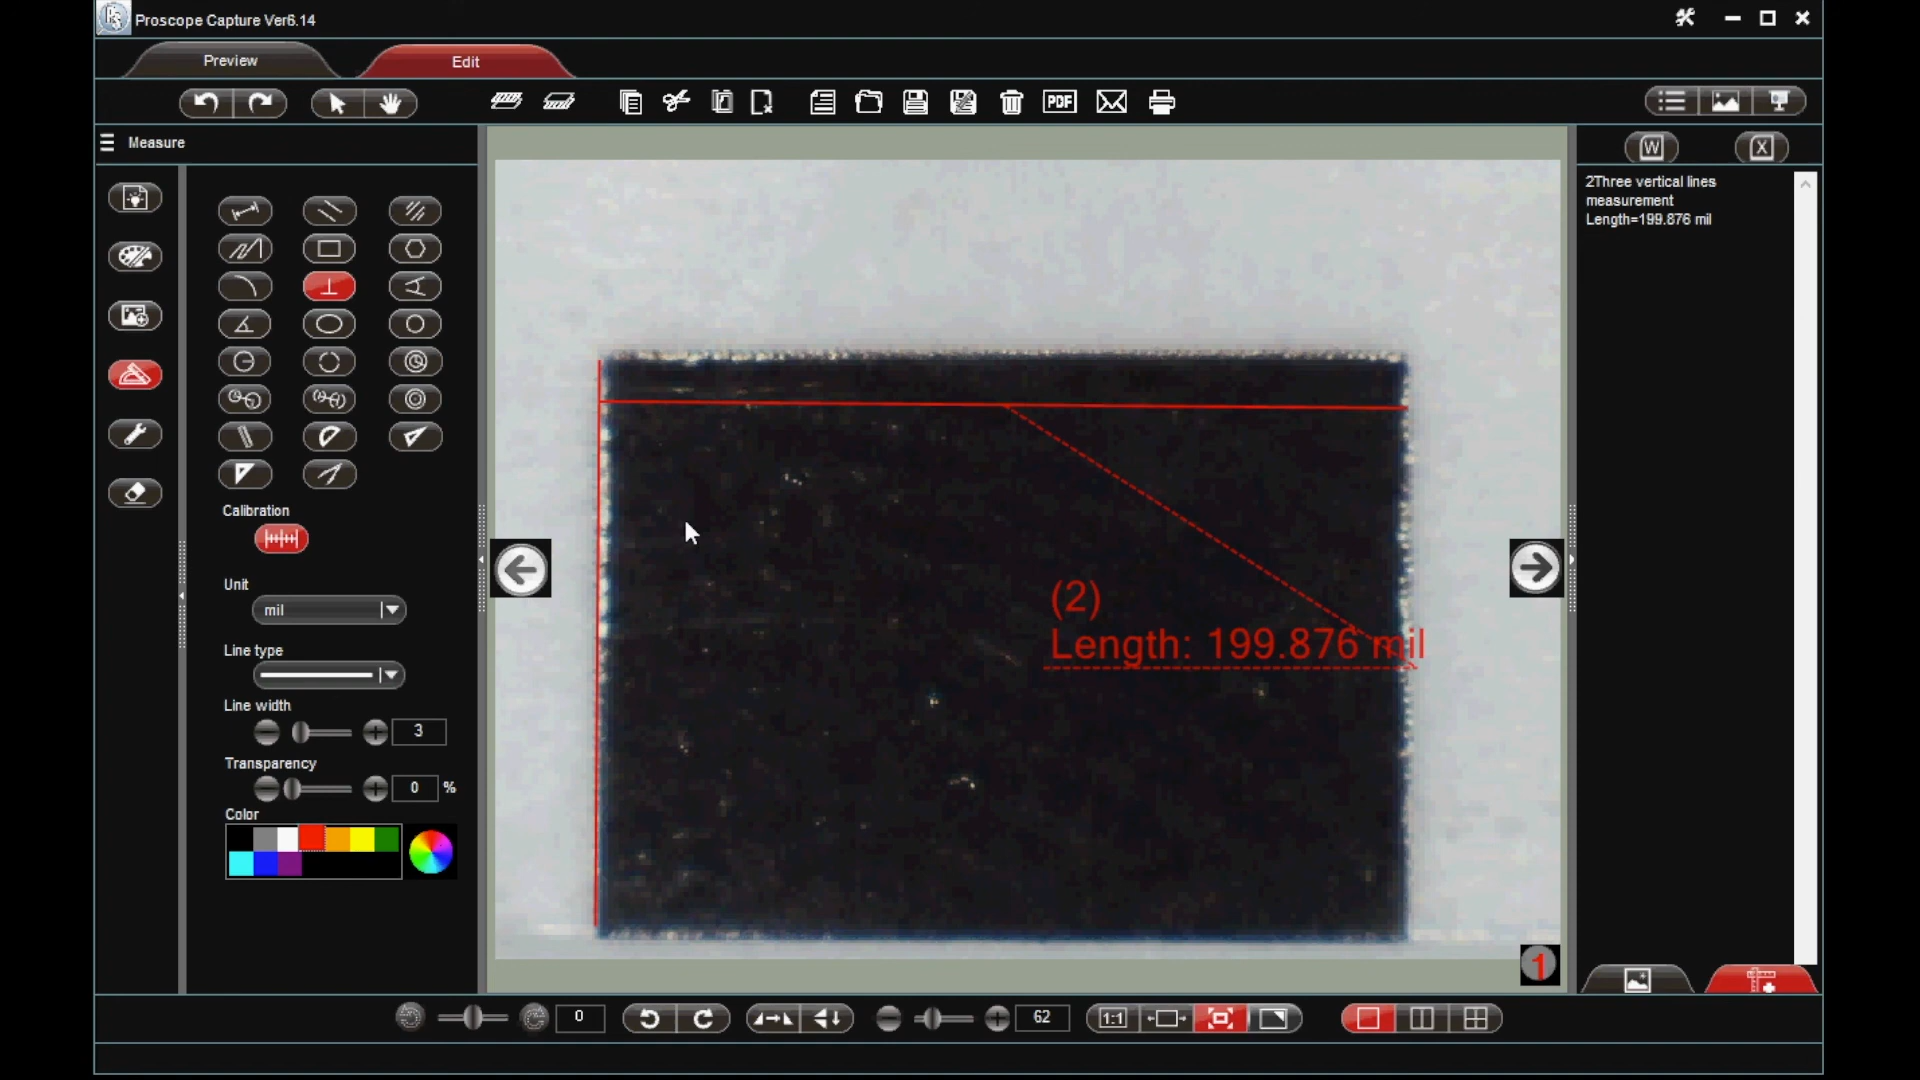 Proscope Capture Ver6.14
Preview
Edit
PDF
Measure
W
X
2Three vertical lines
measurement
Length=199.876 mil
Calibration
Unit
mil
Line type
Line width
3
Transparency
0 %
Color
(2)
Length: 199.876 mil
1
0
62
1:1